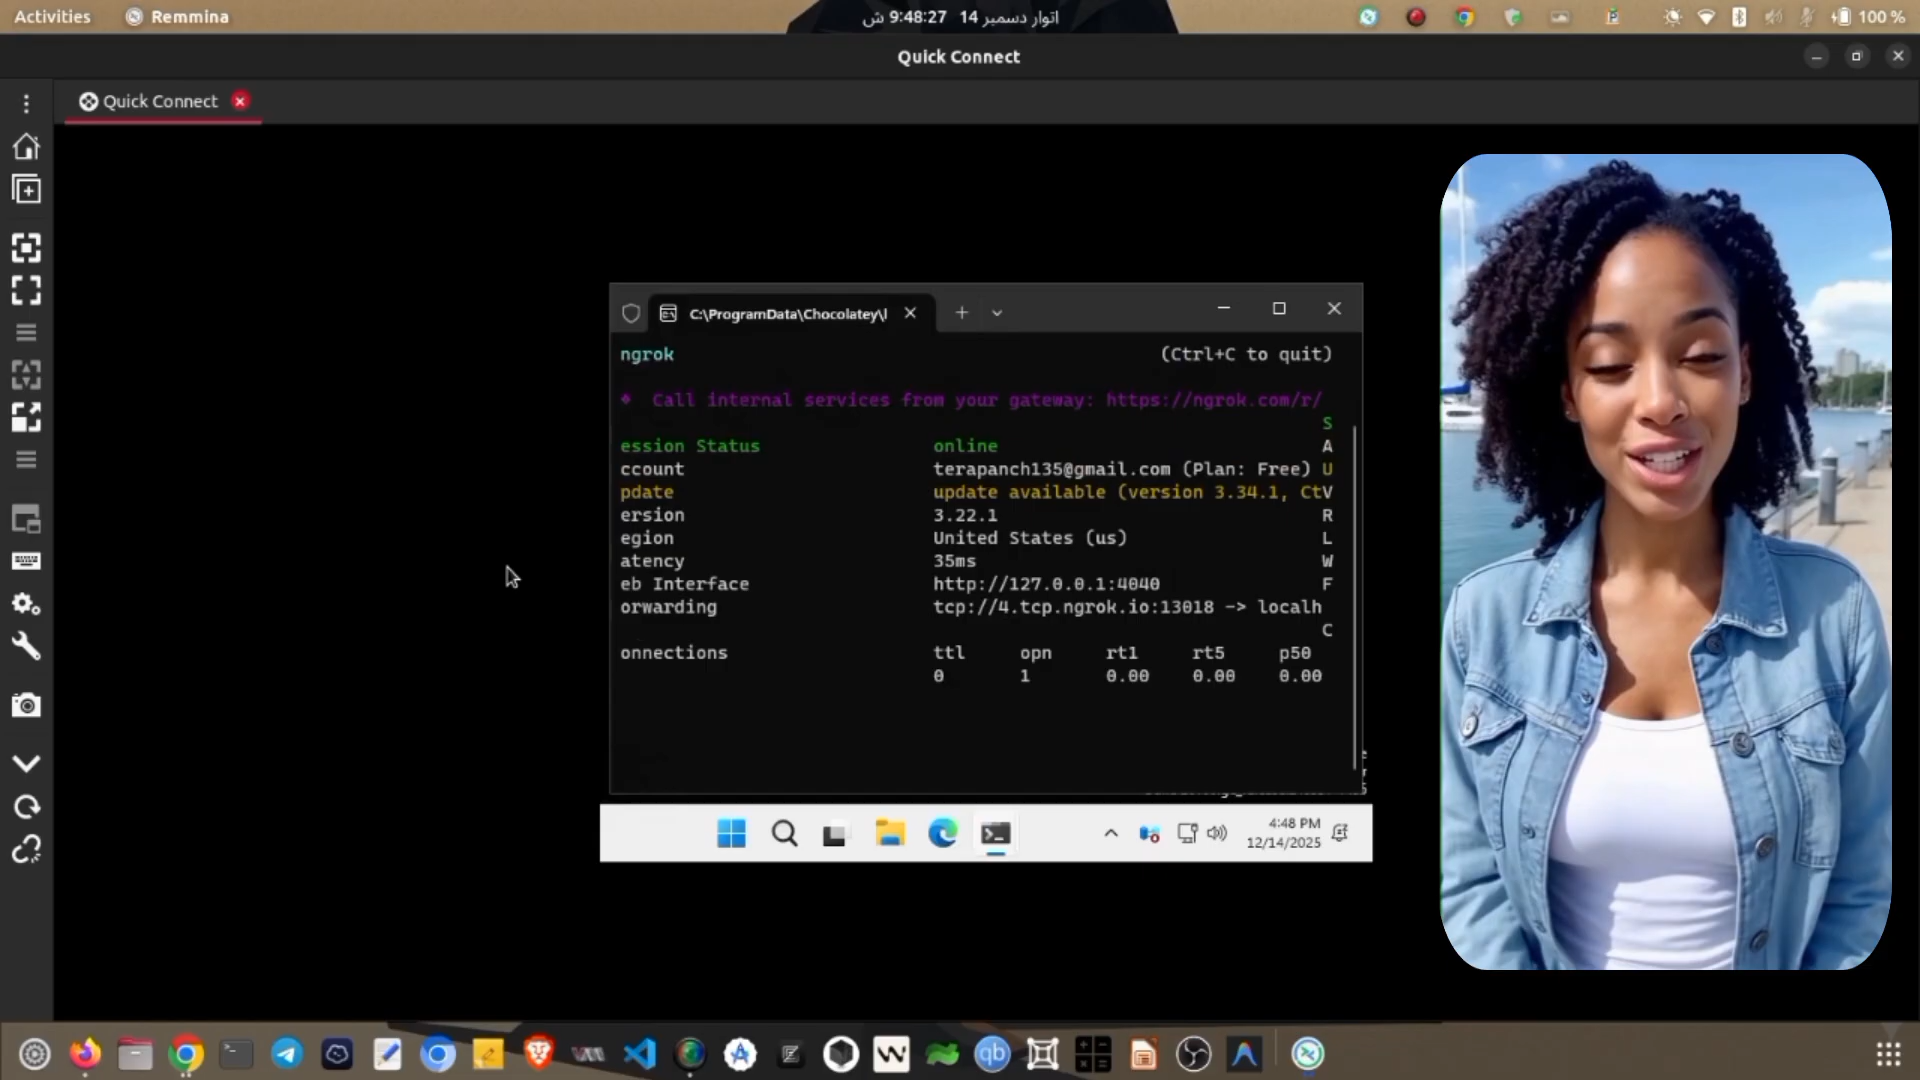 Activities
Remmina
اتوار دسمبر 14 9:48:27 ش
100 %
Quick Connect
Quick Connect
C:\ProgramData\Chocolatey\l
ngrok (Ctrl+C to quit)
Call internal services from your gateway: https://ngrok.com/r/
S
ession Status online A
ccount terapanch135@gmail.com (Plan: Free) U
pdate update available (version 3.34.1, CtV
ersion 3.22.1 R
egion United States (us) L
atency 35ms W
eb Interface http://127.0.0.1:4040 F
orwarding tcp://4.tcp.ngrok.io:13018 -> localh
C
onnections ttl opn rt1 rt5 p50
0 1 0.00 0.00 0.00
4:48 PM
12/14/2025